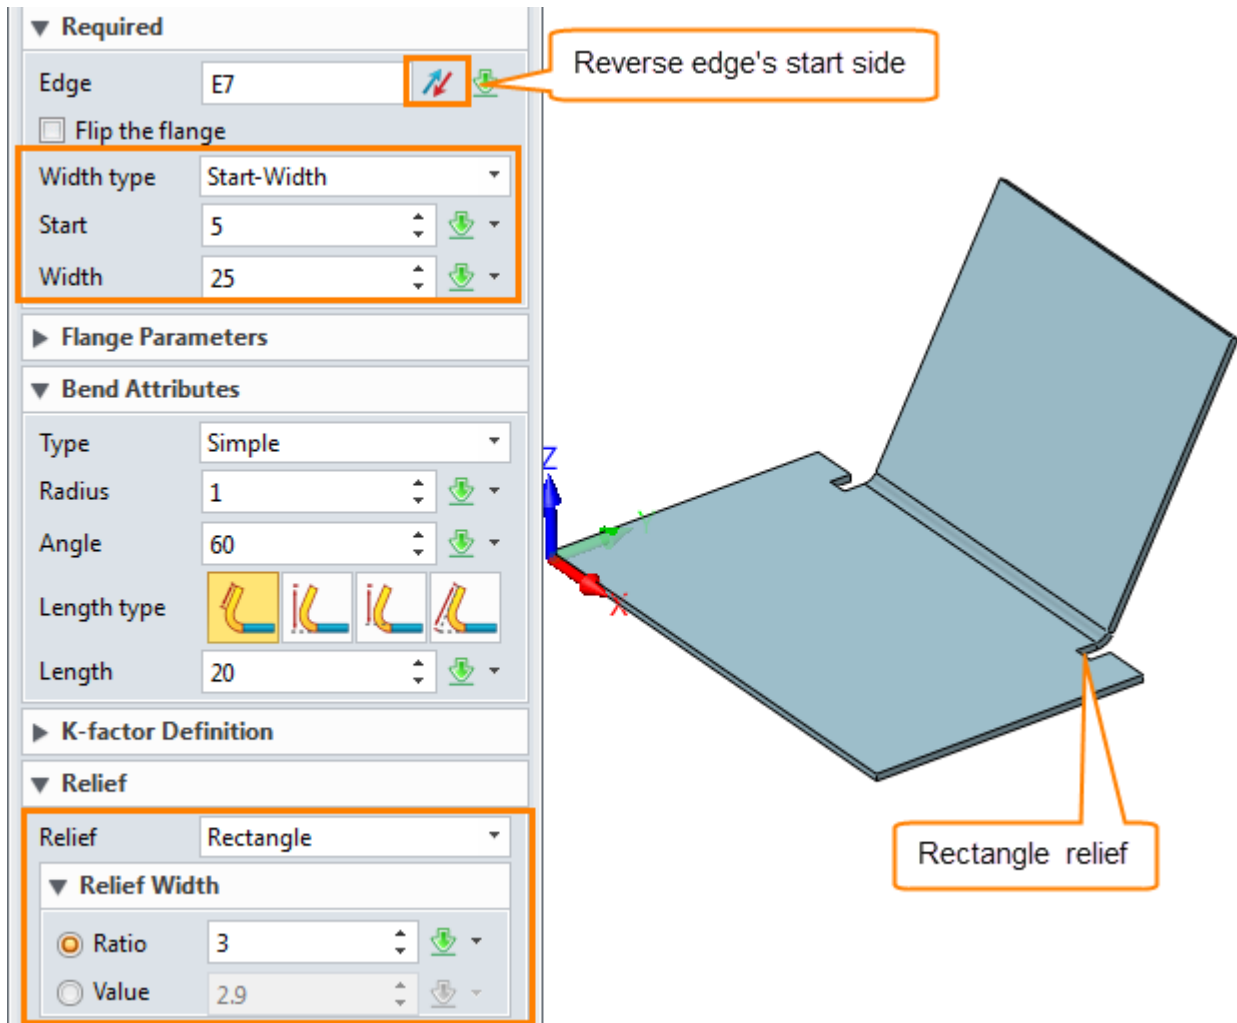 Required
Edge E7
Reverse edge's start side
Flip the flange
Width type Start-Width
Start 5
Width 25
Flange Parameters
Bend Attributes
Type Simple
Radius 1
Angle 60
Length type
Length 20
K-factor Definition
Relief
Relief Rectangle
Relief Width
Ratio 3
Value 2.9
Z
Y
X
Rectangle relief